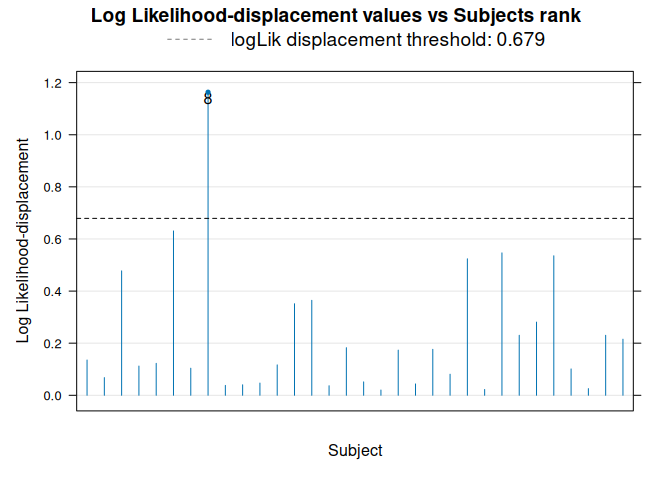 Log Likelihood-displacement values vs Subjects rank
logLik displacement threshold: 0.679
1.2
1.0
0.8
0.6
0.4
0.2
0.0
Log Likelihood-displacement
Subject